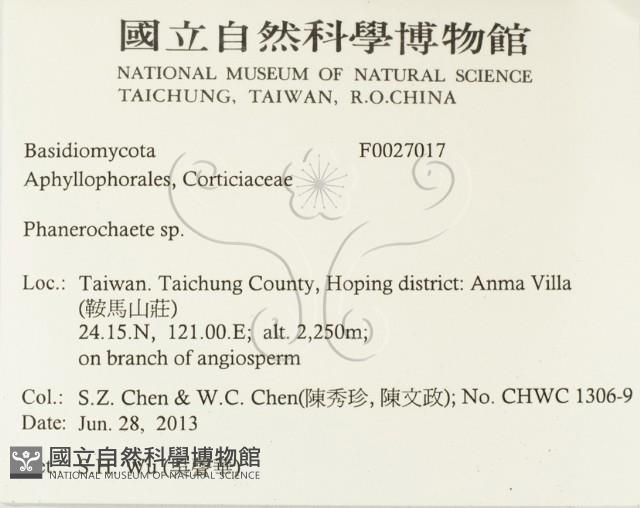 國立自然科學博物館
NATIONAL MUSEUM OF NATURAL SCIENCE
TAICHUNG, TAIWAN, R.O.CHINA
Basidiomycota F0027017
Aphyllophorales, Corticiaceae
Phanerochaete sp.
Loc.: Taiwan. Taichung County, Hoping district: Anma Villa
(鞍馬山莊)
24.15.N, 121.00.E; alt. 2,250m;
on branch of angiosperm
Col.: S.Z. Chen & W.C. Chen(陳秀珍, 陳文政); No. CHWC 1306-9
Date: Jun. 28, 2013
S.H. Wu
國立自然科學博物館
NATIONAL MUSEUM OF NATURAL SCIENCE